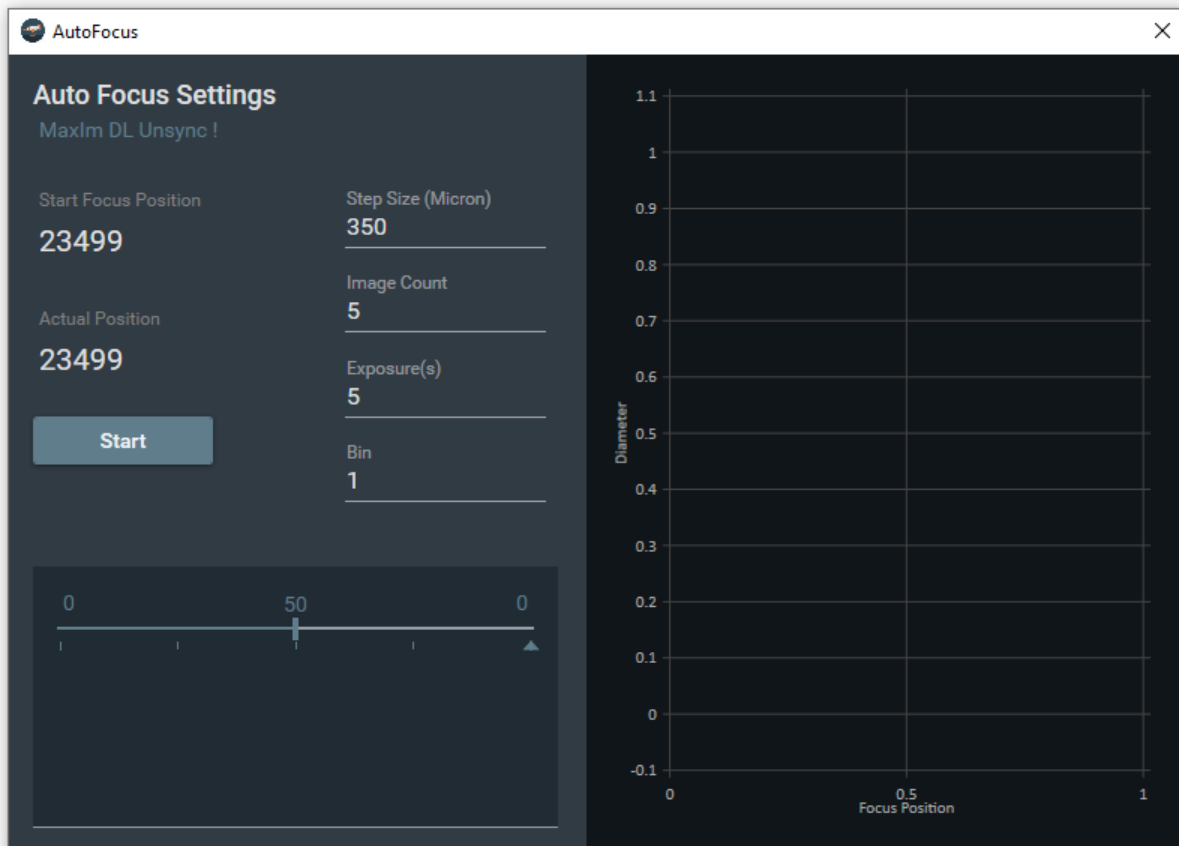 AutoFocus
Auto Focus Settings
MaxIm DL Unsync !
Start Focus Position
23499
Actual Position
23499
Start
Step Size (Micron)
350
Image Count
5
Exposure(s)
5
Bin
1
0 50 0
Diameter
1.1
1
0.9
0.8
0.7
0.6
0.5
0.4
0.3
0.2
0.1
0
-0.1
0 0.5 1
Focus Position